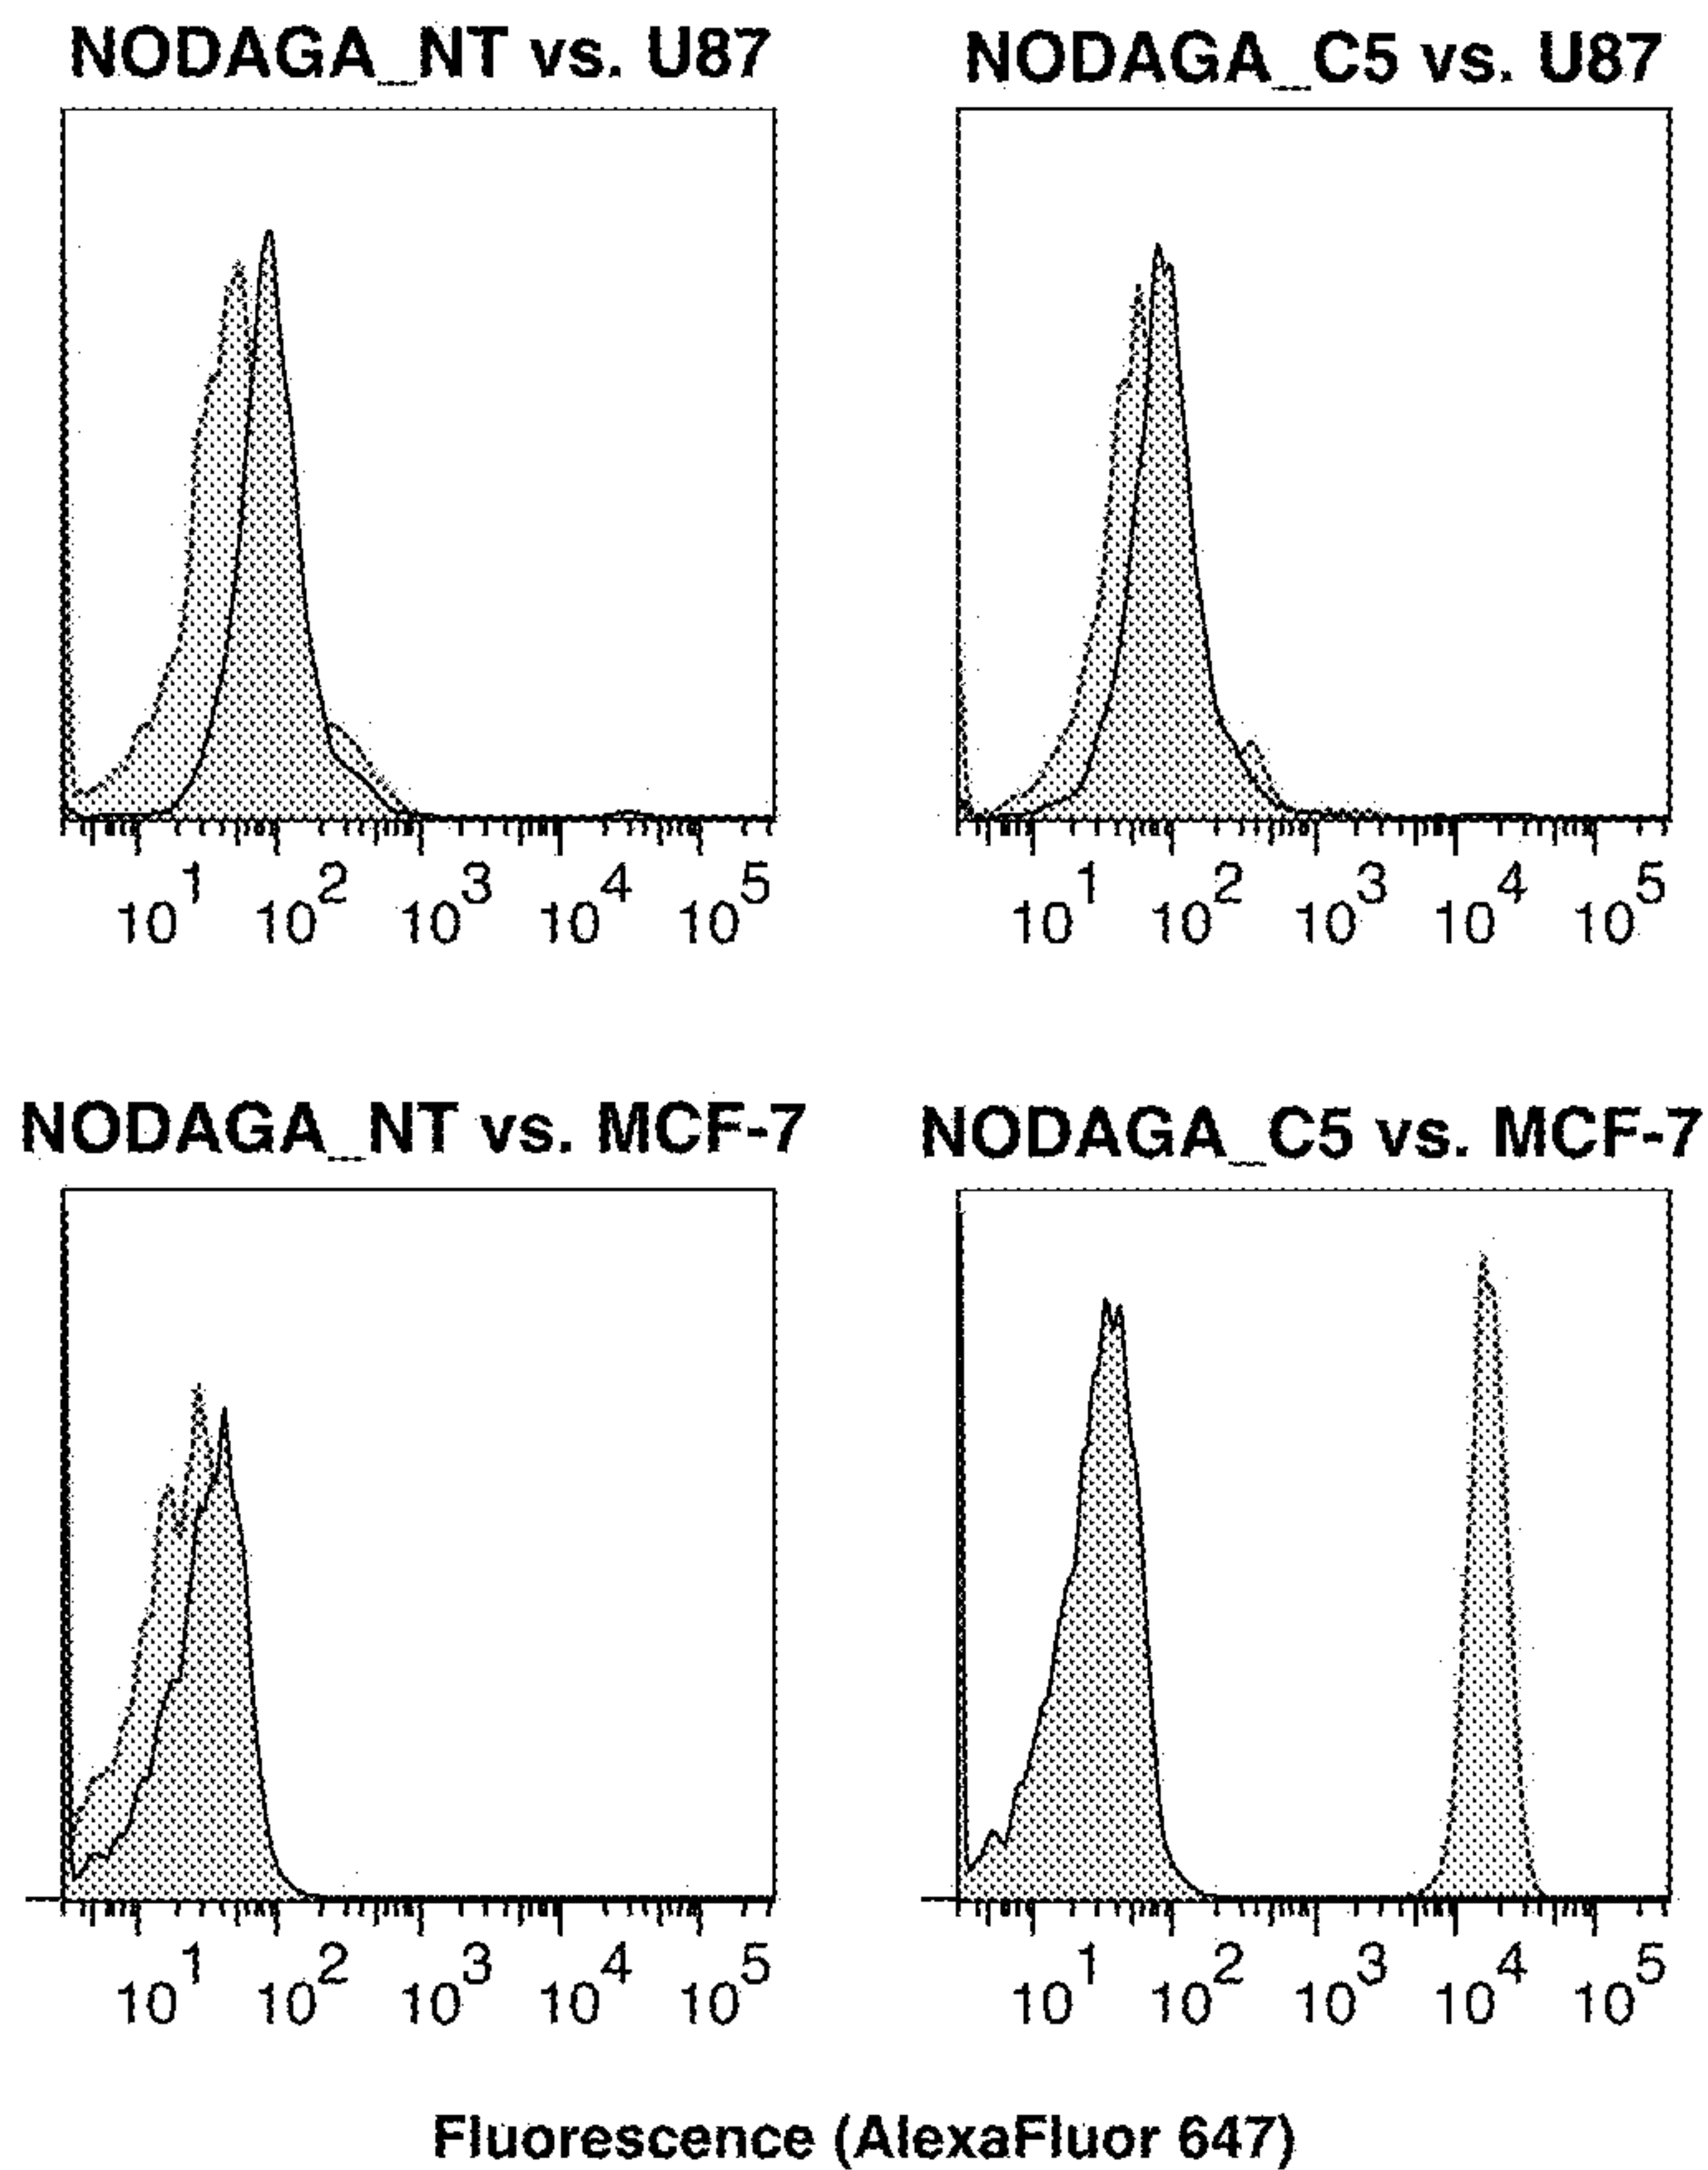 NODAGA_NT vs. U87 NODAGA_C5 vs. U87
10^1 10^2 10^3 10^4 10^5 10^1 10^2 10^3 10^4 10^5
NODAGA_NT vs. MCF-7 NODAGA_C5 vs. MCF-7
10^1 10^2 10^3 10^4 10^5 10^1 10^2 10^3 10^4 10^5
Fluorescence (AlexaFluor 647)